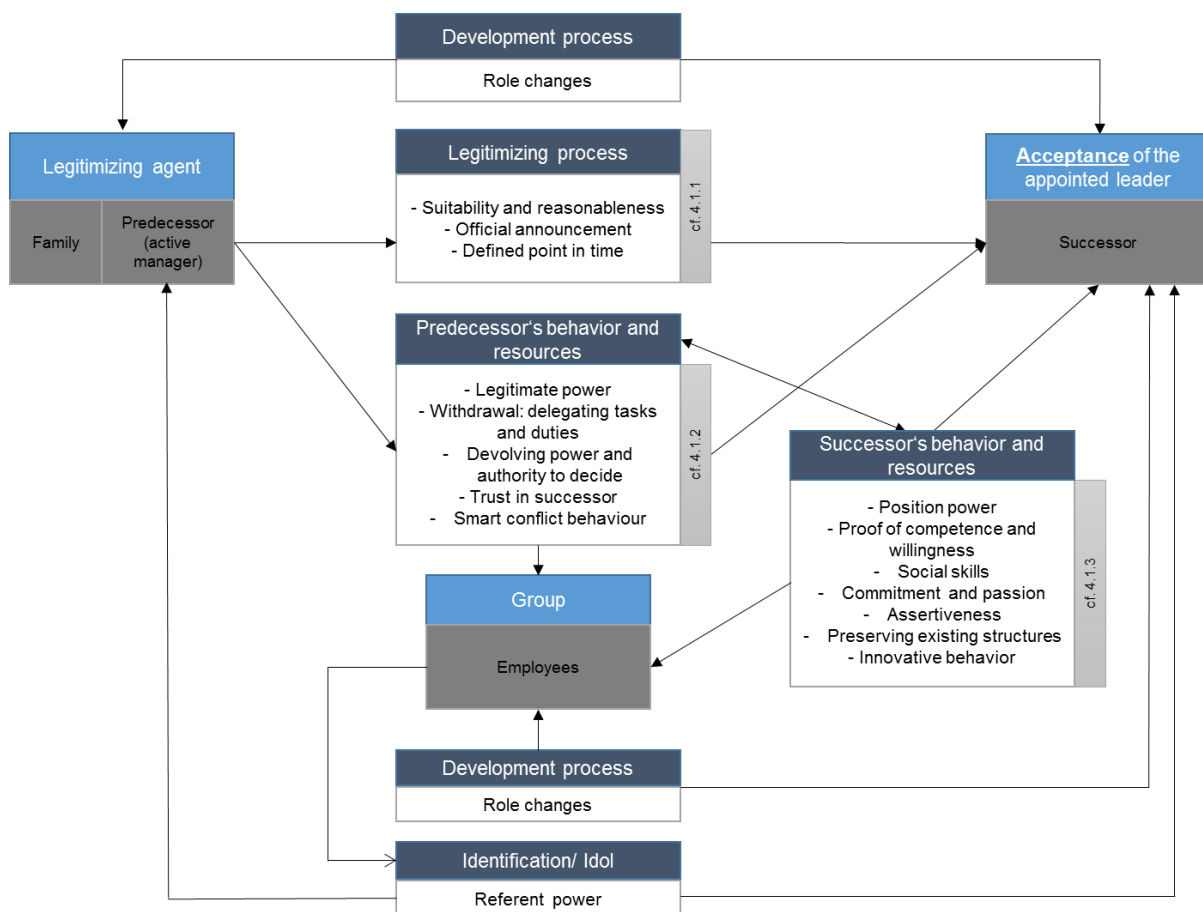 Development process
Role changes
Legitimizing agent
Family
Predecessor
(active
manager)
Legitimizing process
- Suitability and reasonableness
- Official announcement
- Defined point in time
cf. 4.1.1
Acceptance of the
appointed leader
Successor
Predecessor‘s behavior and
resources
- Legitimate power
- Withdrawal: delegating tasks
and duties
- Devolving power and
authority to decide
- Trust in successor
- Smart conflict behaviour
cf. 4.1.2
Successor‘s behavior and
resources
- Position power
- Proof of competence and
willingness
- Social skills
- Commitment and passion
- Assertiveness
- Preserving existing structures
- Innovative behavior
cf. 4.1.3
Group
Employees
Development process
Role changes
Identification/ Idol
Referent power